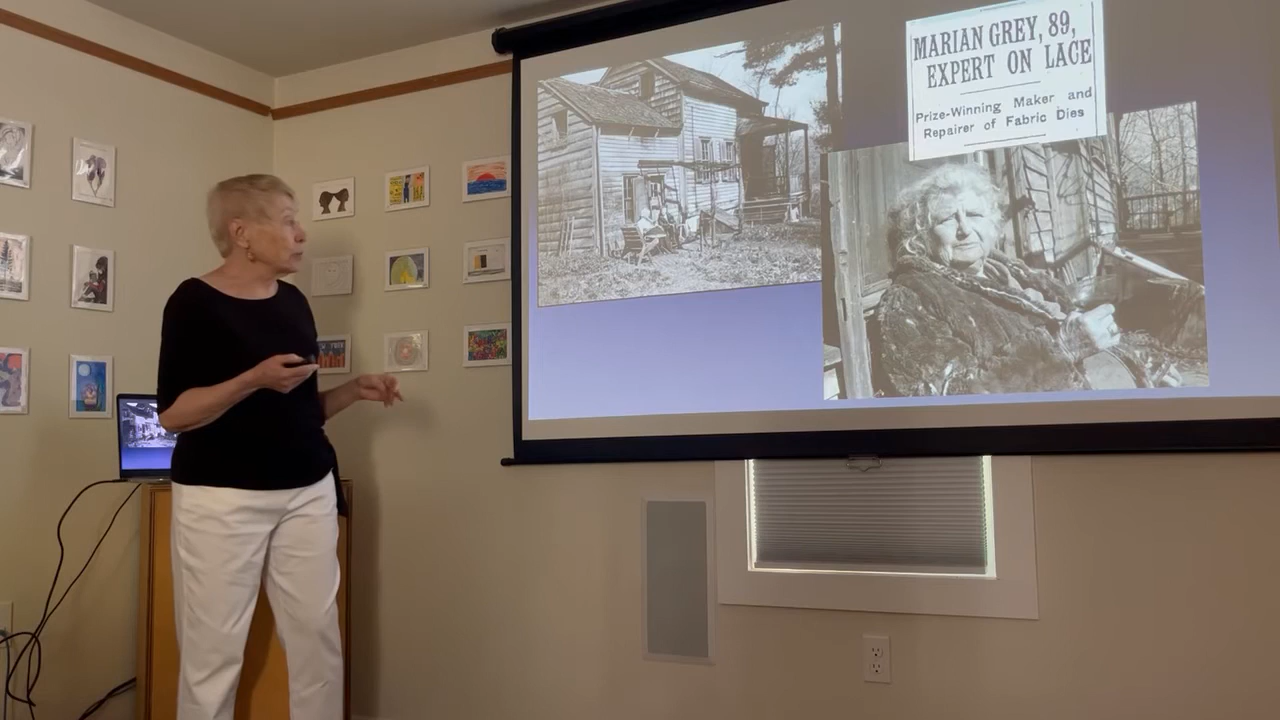 MARIAN GREY, 89,
EXPERT ON LACE
Prize-Winning Maker and
Repairer of Fabric Dies